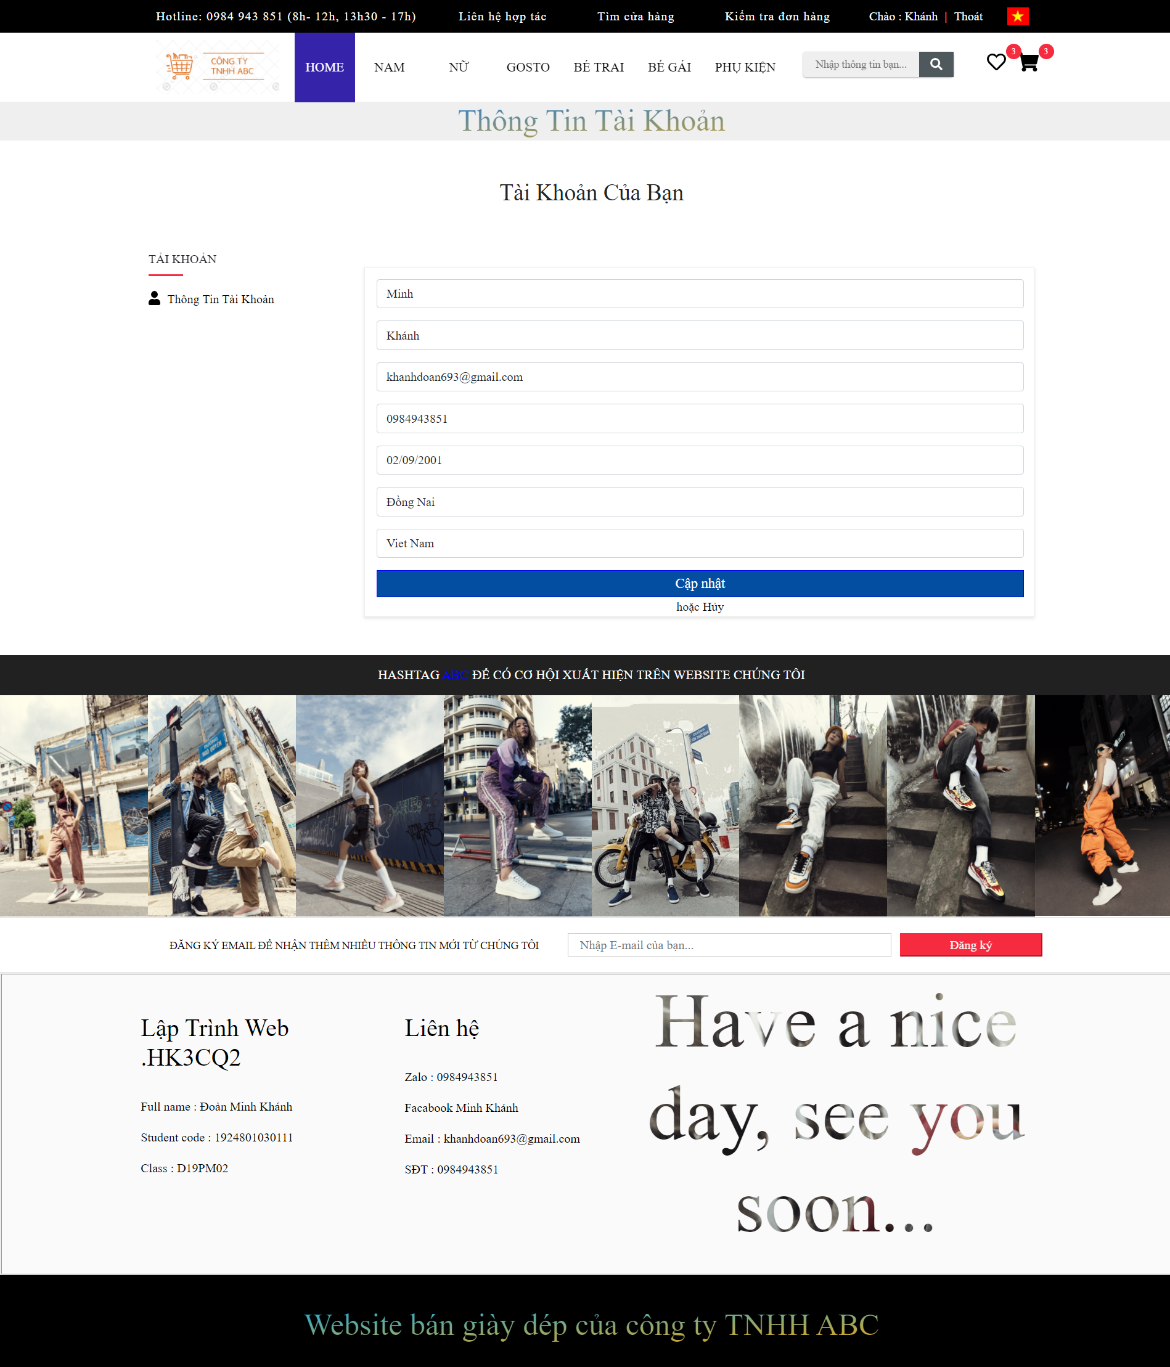 Hotline: 0984 943 851 (8h- 12h, 13h30 - 17h) Liên hệ hợp tác Tìm cửa hàng Kiểm tra đơn hàng Chào : Khánh | Thoát
CÔNG TY
TNHH ABC
HOME NAM NỮ GOSTO BÉ TRAI BÉ GÁI PHỤ KIỆN Nhập thông tin bạn... 3 3
Thông Tin Tài Khoản
Tài Khoản Của Bạn
TÀI KHOẢN
Thông Tin Tài Khoản
Minh
Khánh
khanhdoan693@gmail.com
0984943851
02/09/2001
Đồng Nai
Viet Nam
Cập nhật
hoặc Hủy
HASHTAG ABC ĐỂ CÓ CƠ HỘI XUẤT HIỆN TRÊN WEBSITE CHÚNG TÔI
ĐĂNG KÝ EMAIL ĐỂ NHẬN THÊM NHIỀU THÔNG TIN MỚI TỪ CHÚNG TÔI Nhập E-mail của bạn... Đăng ký
Lập Trình Web
.HK3CQ2
Full name : Đoàn Minh Khánh
Student code : 1924801030111
Class : D19PM02
Liên hệ
Zalo : 0984943851
Facabook Minh Khánh
Email : khanhdoan693@gmail.com
SĐT : 0984943851
Have a nice
day, see you
soon...
Website bán giày dép của công ty TNHH ABC